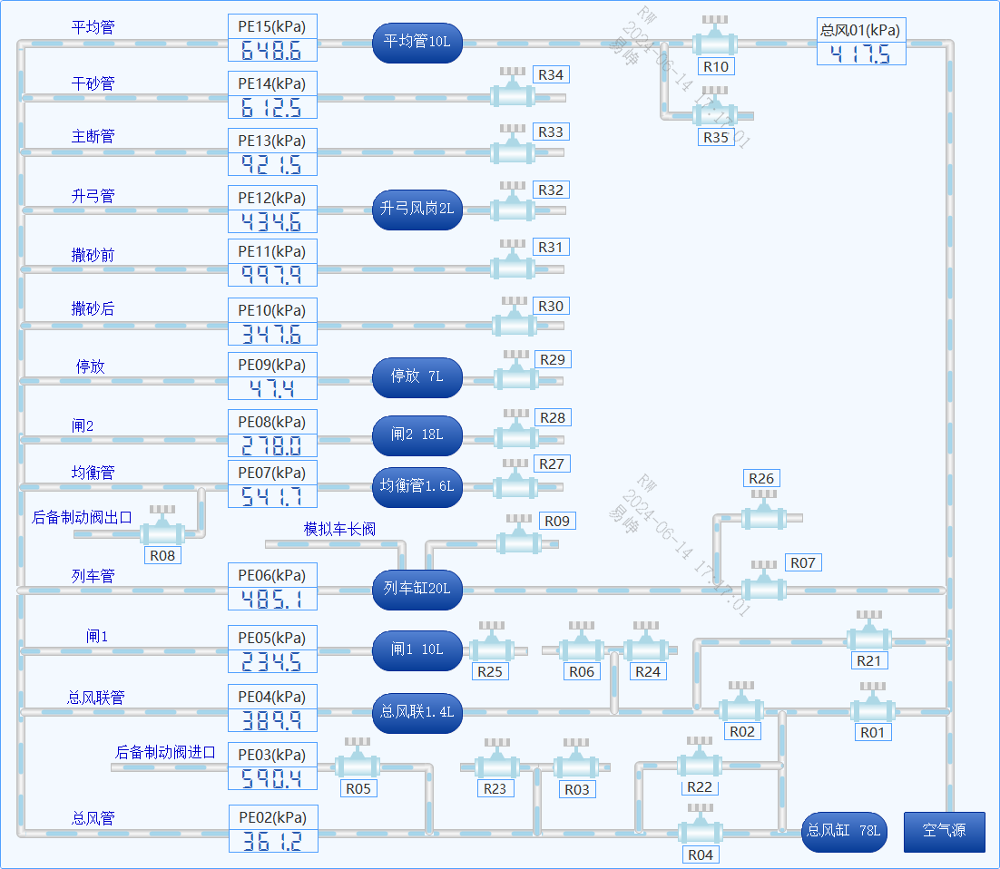 平均管
PE15(kPa)
648.6
平均管10L
R10
总风01(kPa)
417.5
干砂管
PE14(kPa)
612.5
R34
R35
主断管
PE13(kPa)
921.5
R33
升弓管
PE12(kPa)
434.6
升弓风岗2L
R32
撒砂前
PE11(kPa)
997.9
R31
撒砂后
PE10(kPa)
347.6
R30
停放
PE09(kPa)
47.4
停放 7L
R29
闸2
PE08(kPa)
278.0
闸2 18L
R28
均衡管
PE07(kPa)
541.7
均衡管1.6L
R27
R26
后备制动阀出口
R08
模拟车长阀
R09
列车管
PE06(kPa)
485.1
列车缸20L
R07
闸1
PE05(kPa)
234.5
闸1 10L
R25
R06
R24
R21
总风联管
PE04(kPa)
389.9
总风联1.4L
R02
R01
后备制动阀进口
PE03(kPa)
590.4
R05
R23
R03
R22
总风管
PE02(kPa)
361.2
R04
总风缸 78L
空气源
RW
2024-06-14 17:17:01
易峥
RW
2024-06-14 17:17:01
易峥